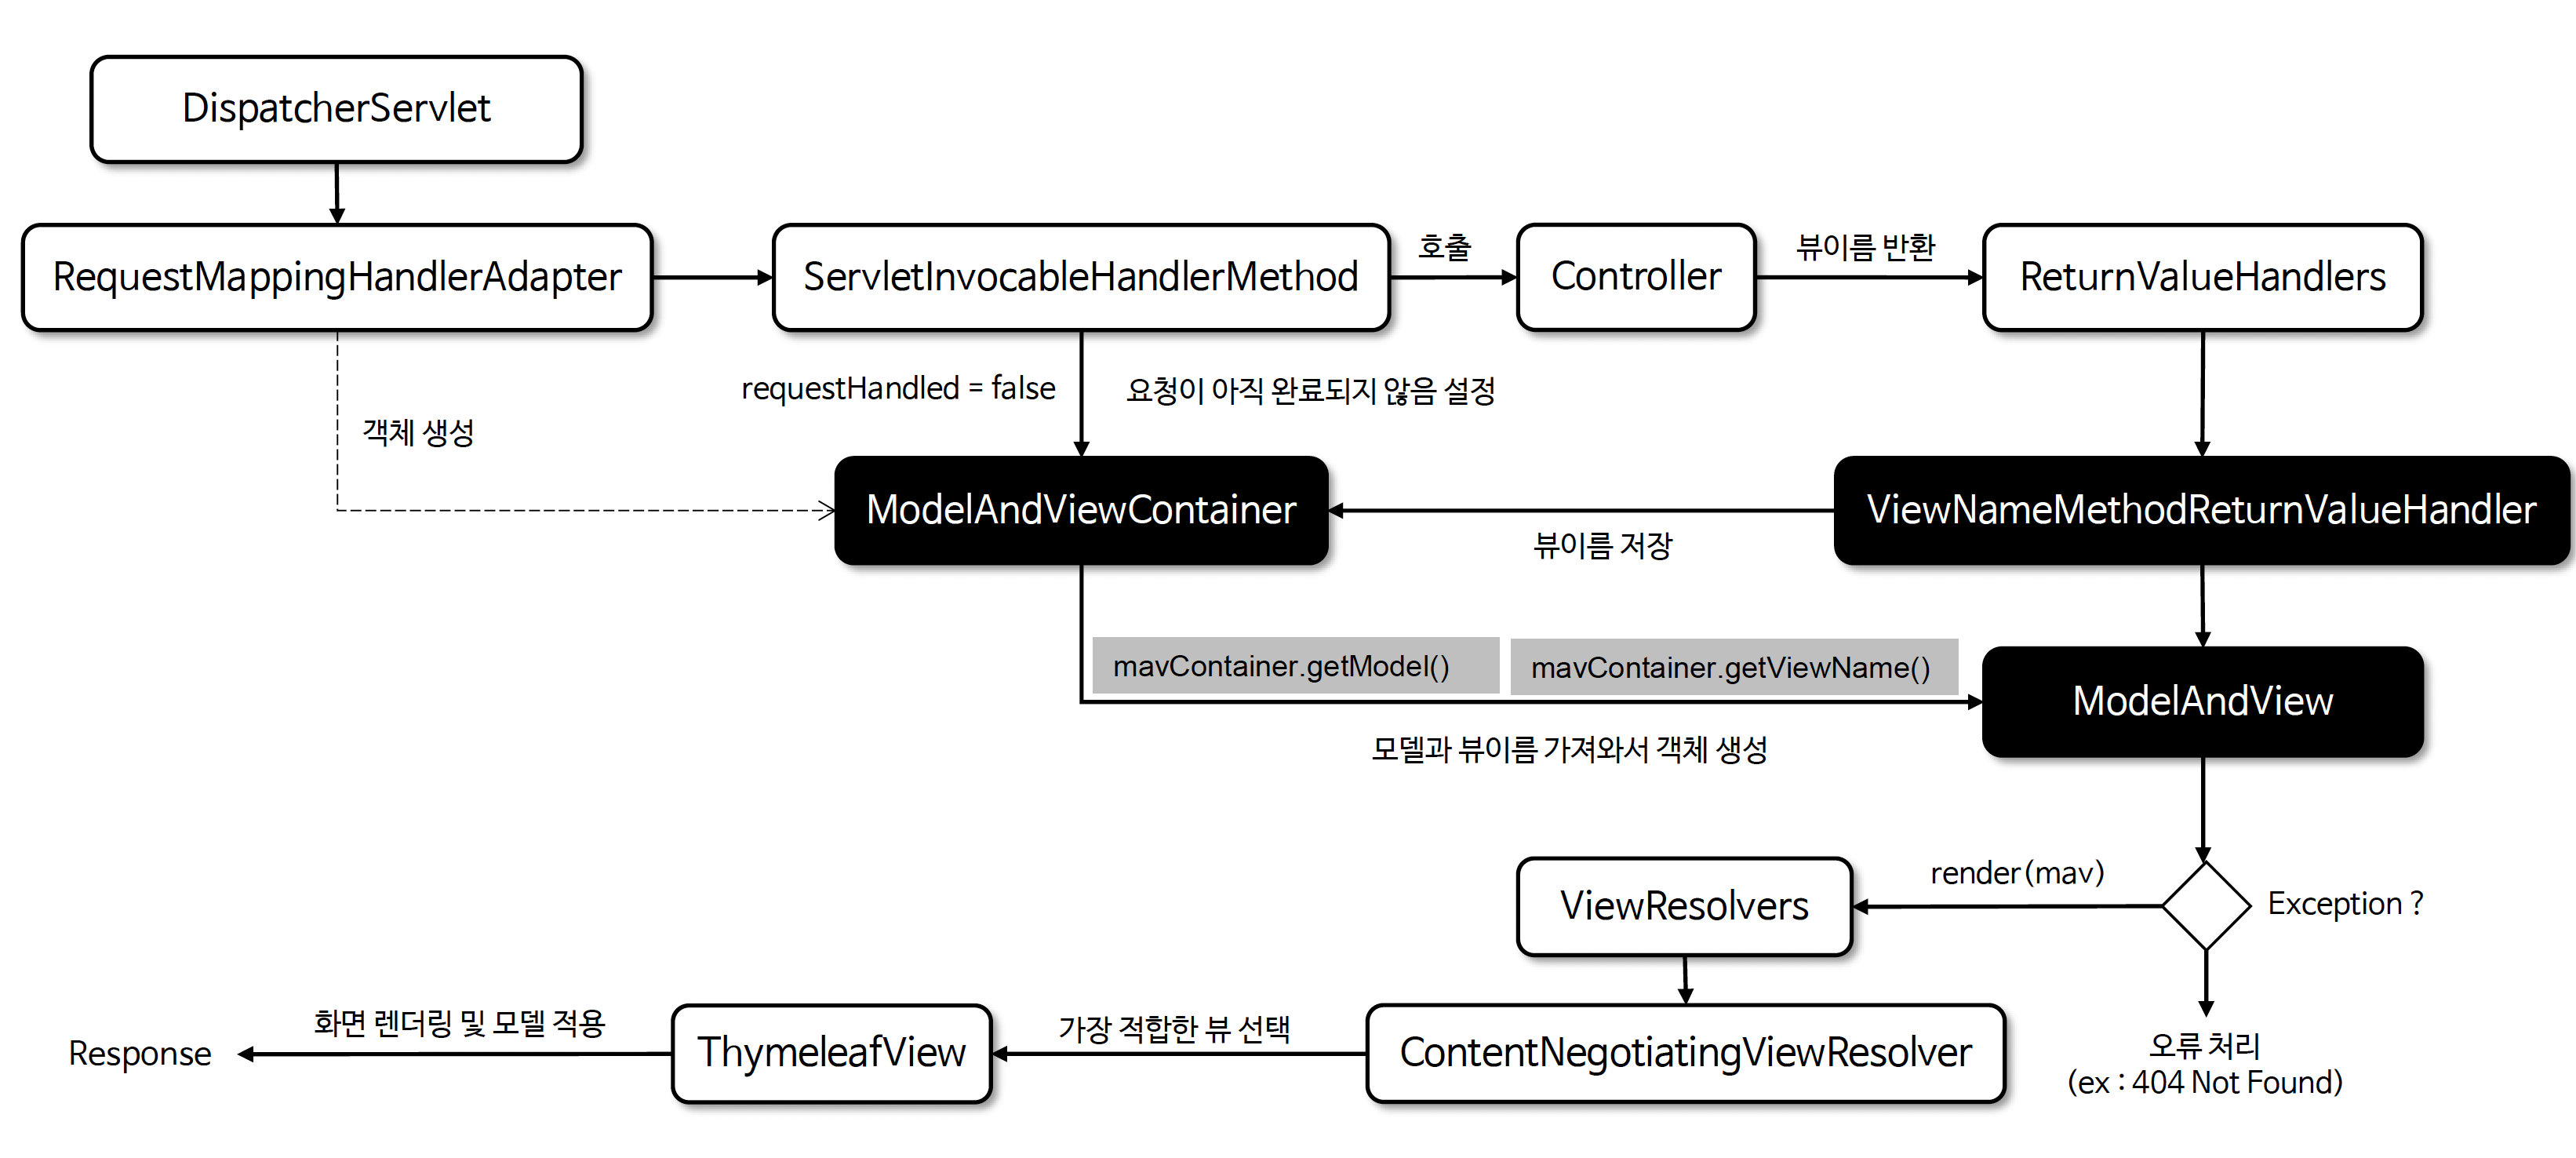 DispatcherServlet
RequestMappingHandlerAdapter
ServletInvocableHandlerMethod
호출
Controller
뷰이름 반환
ReturnValueHandlers
requestHandled = false
요청이 아직 완료되지 않음 설정
객체 생성
ModelAndViewContainer
ViewNameMethodReturnValueHandler
뷰이름 저장
mavContainer.getModel()
mavContainer.getViewName()
ModelAndView
모델과 뷰이름 가져와서 객체 생성
ViewResolvers
render(mav)
Exception ?
화면 렌더링 및 모델 적용
Response
ThymeleafView
가장 적합한 뷰 선택
ContentNegotiatingViewResolver
오류 처리
(ex : 404 Not Found)